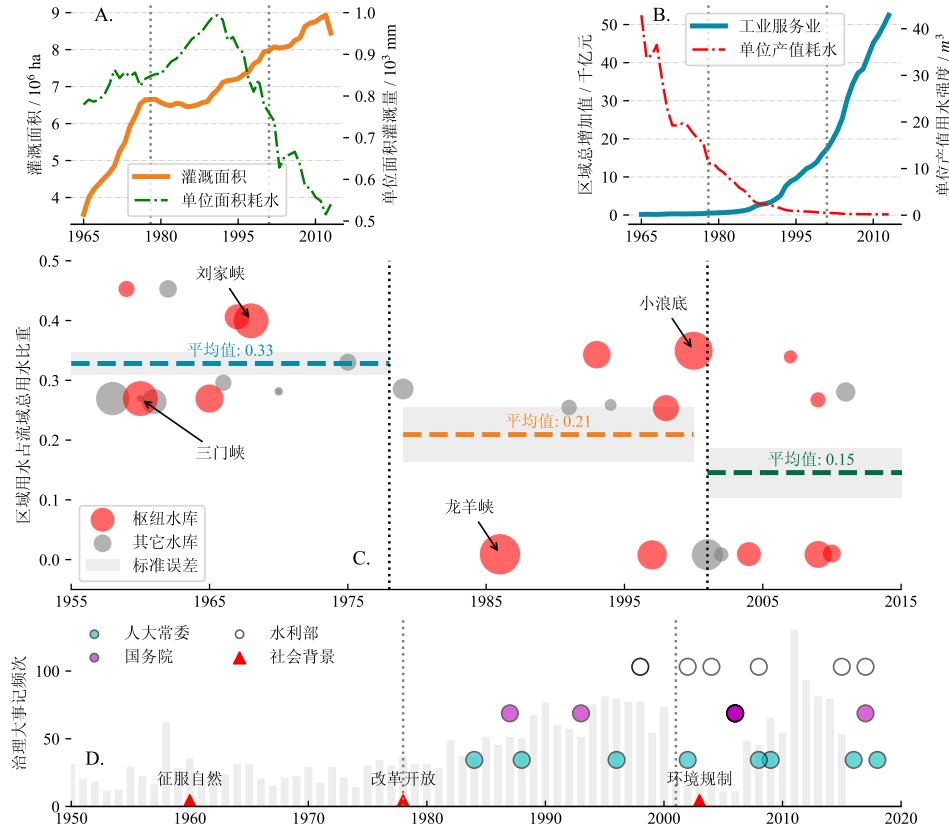 A.
9
8
7
6
5
4
灌溉面积 / 10⁶ ha
1.0
0.9
0.8
0.7
0.6
0.5
单位面积灌溉量 / 10³ mm
灌溉面积
单位面积耗水
1965 1980 1995 2010
B.
50
40
30
20
10
0
区域总增加值 / 千亿元
40
30
20
10
0
单位产值用水强度 / m³
工业服务业
单位产值耗水
1965 1980 1995 2010
0.5
0.4
0.3
0.2
0.1
0.0
区域用水占流域总用水比重
刘家峡
小浪底
平均值: 0.33
三门峡
平均值: 0.21
平均值: 0.15
龙羊峡
枢纽水库
其它水库
标准误差
C.
1955 1965 1975 1985 1995 2005 2015
人大常委 水利部
国务院 社会背景
100
50
0
治理大事记频次
D.
征服自然 改革开放 环境规制
1950 1960 1970 1980 1990 2000 2010 2020